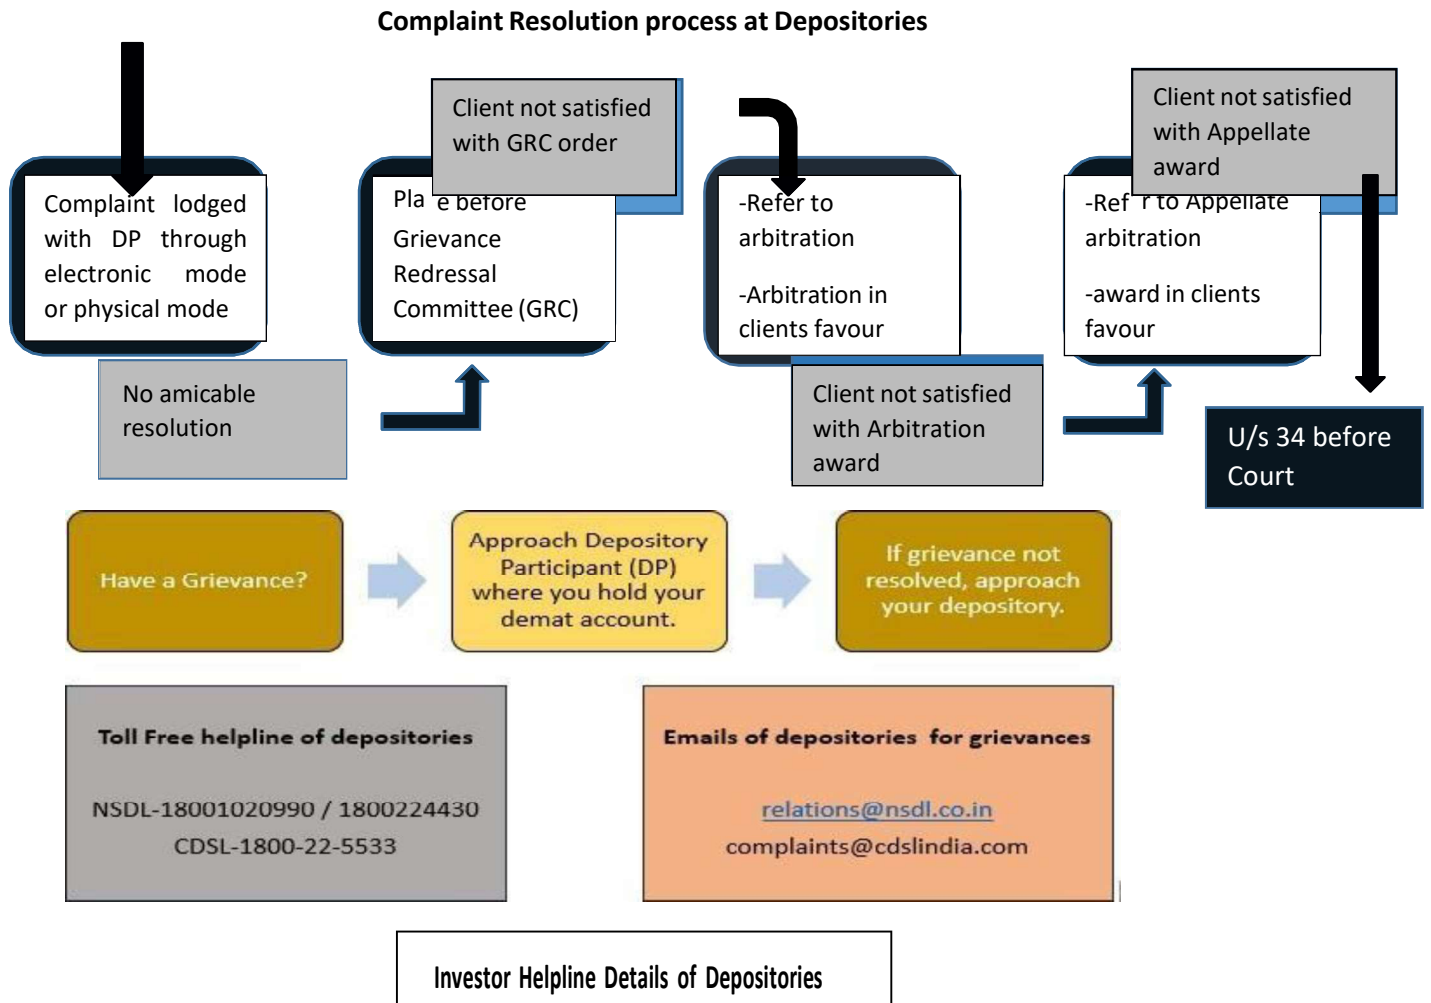 Complaint Resolution process at Depositories
Complaint lodged
with DP through
electronic mode
or physical mode
No amicable
resolution
Pla e before
Grievance
Redressal
Committee (GRC)
Client not satisfied
with GRC order
-Refer to
arbitration
-Arbitration in
clients favour
Client not satisfied
with Arbitration
award
-Ref r to Appellate
arbitration
-award in clients
favour
Client not satisfied
with Appellate
award
U/s 34 before
Court
Have a Grievance?
Approach Depository
Participant (DP)
where you hold your
demat account.
If grievance not
resolved, approach
your depository.
Toll Free helpline of depositories
NSDL-18001020990 / 1800224430
CDSL-1800-22-5533
Emails of depositories for grievances
relations@nsdl.co.in
complaints@cdslindia.com
Investor Helpline Details of Depositories